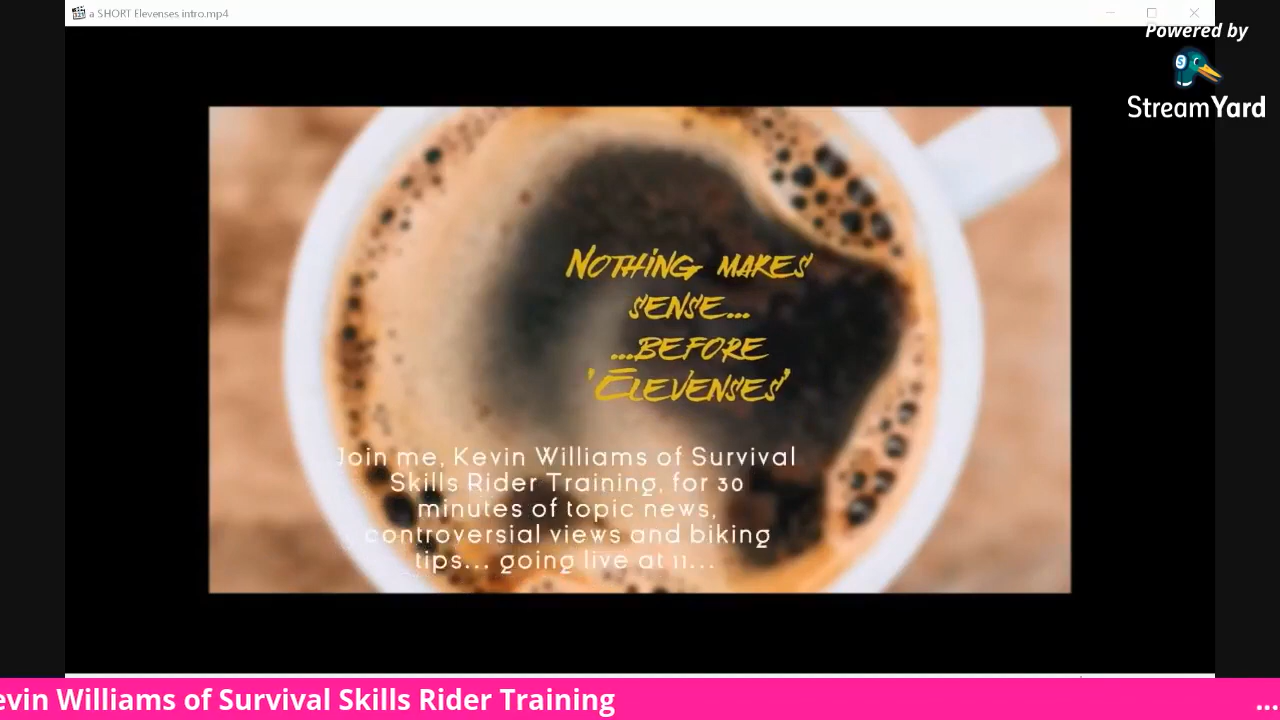 a SHORT Elevenses intro.mp4
Powered by
StreamYard
Nothing makes
sense...
...before
'Elevenses'
Join me, Kevin Williams of Survival
Skills Rider Training, for 30
minutes of topic news,
controversial views and biking
tips... going live at 11...
evin Williams of Survival Skills Rider Training
...